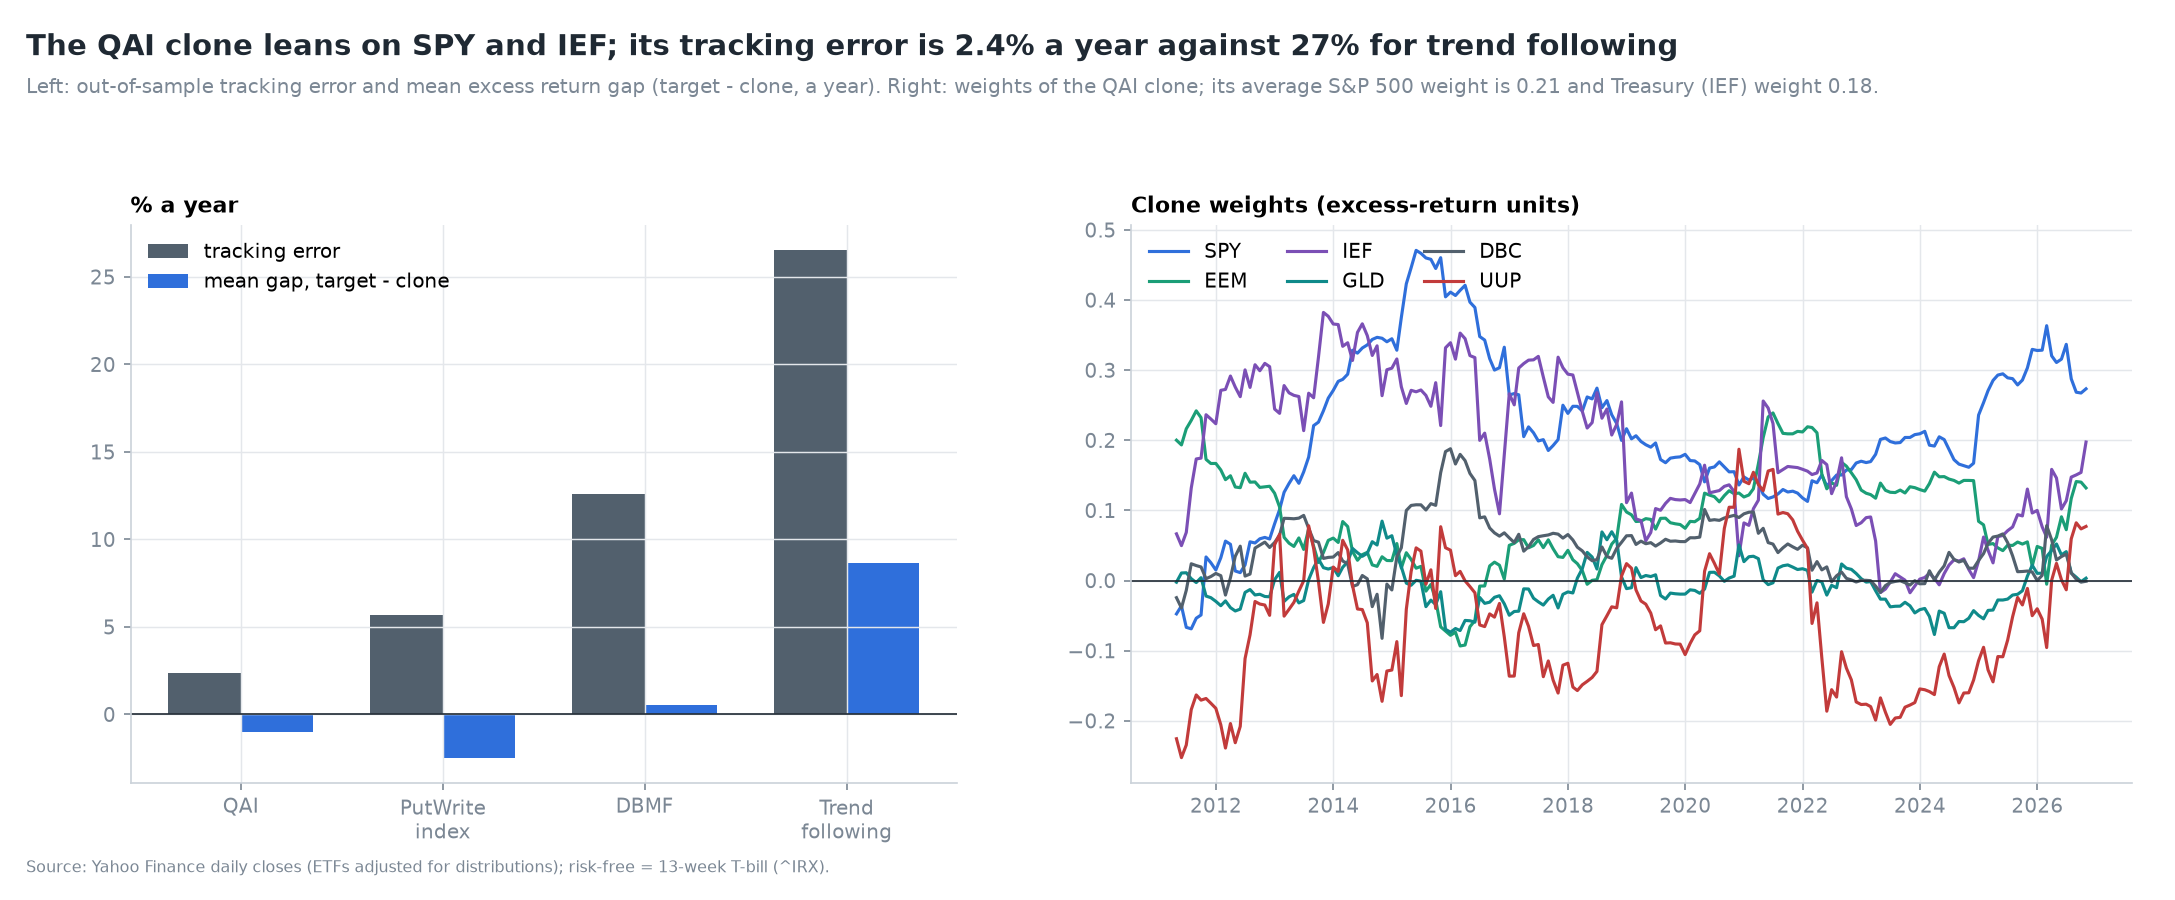 The QAI clone leans on SPY and IEF; its tracking error is 2.4% a year against 27% for trend following
Left: out-of-sample tracking error and mean excess return gap (target - clone, a year). Right: weights of the QAI clone; its average S&P 500 weight is 0.21 and Treasury (IEF) weight 0.18.
% a year
tracking error
mean gap, target - clone
25
20
15
10
5
0
QAI
PutWrite
index
DBMF
Trend
following
Clone weights (excess-return units)
SPY
IEF
DBC
EEM
GLD
UUP
0.5
0.4
0.3
0.2
0.1
0.0
−0.1
−0.2
2012
2014
2016
2018
2020
2022
2024
2026
Source: Yahoo Finance daily closes (ETFs adjusted for distributions); risk-free = 13-week T-bill (^IRX).